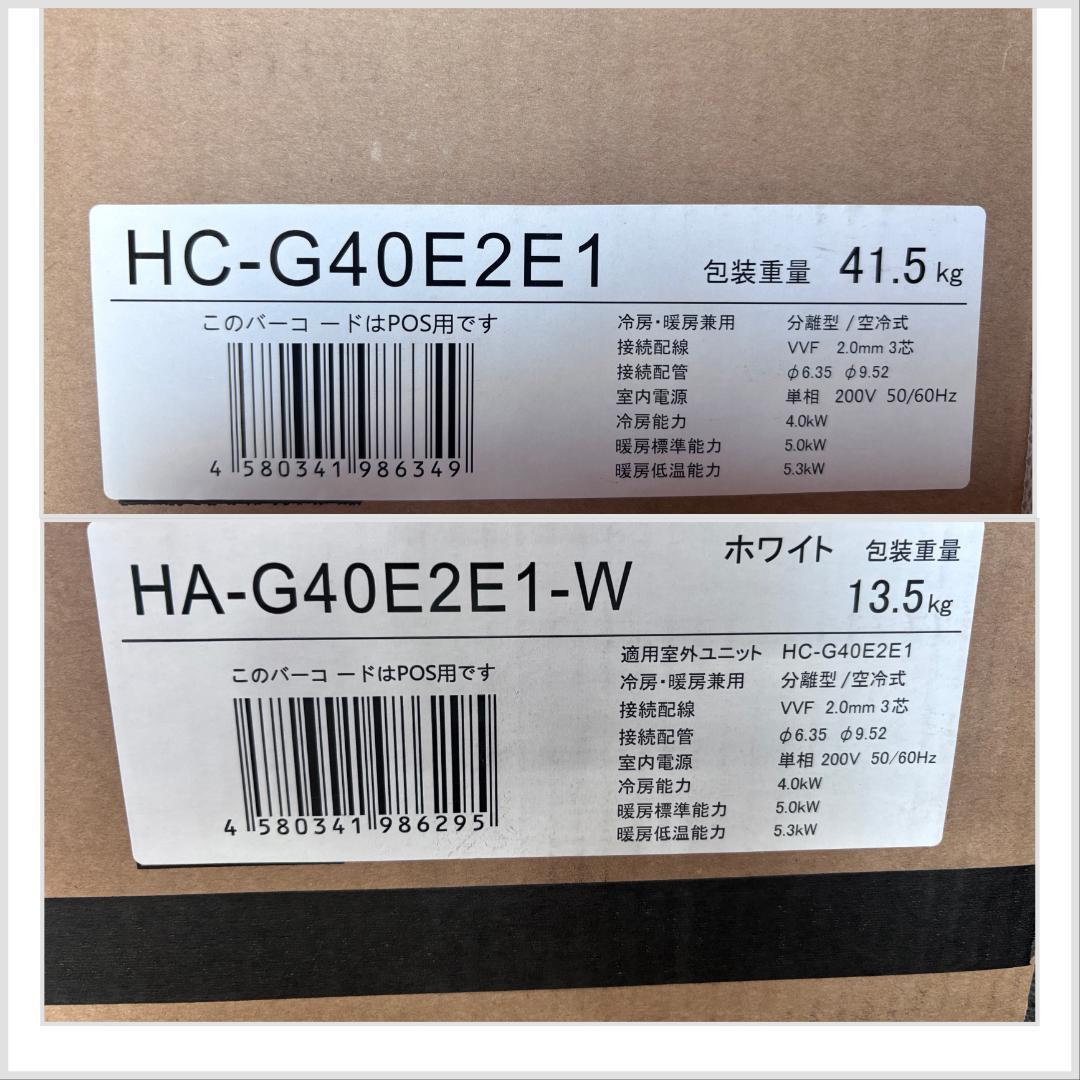 HC-G40E2E1 包装重量 41.5 kg
このバーコードはPOS用です
4 580341 986349
冷房・暖房兼用 分離型/空冷式
接続配線 VVF 2.0mm 3芯
接続配管 φ6.35 φ9.52
室内電源 単相 200V 50/60Hz
冷房能力 4.0kW
暖房標準能力 5.0kW
暖房低温能力 5.3kW
HA-G40E2E1-W ホワイト 包装重量
13.5kg
このバーコードはPOS用です
4 580341 986295
適用室外ユニット HC-G40E2E1
冷房・暖房兼用 分離型/空冷式
接続配線 VVF 2.0mm 3芯
接続配管 φ6.35 φ9.52
室内電源 単相 200V 50/60Hz
冷房能力 4.0kW
暖房標準能力 5.0kW
暖房低温能力 5.3kW